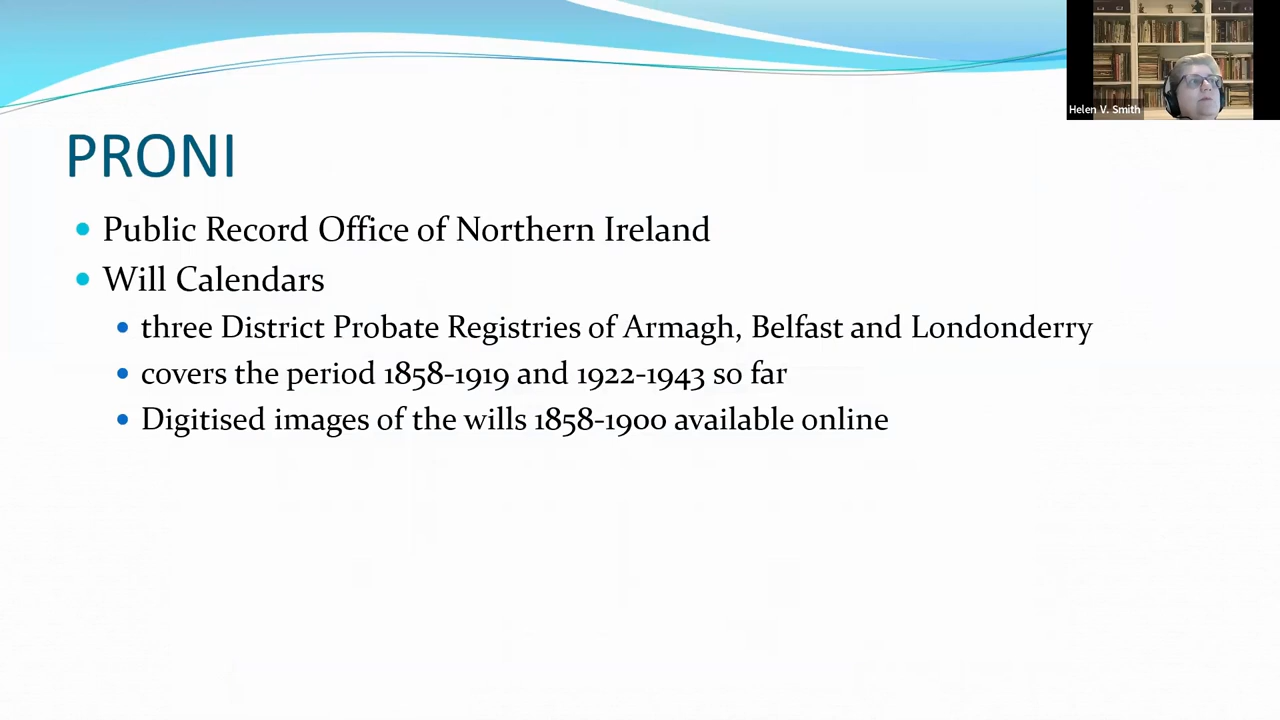 Helen V. Smith
PRONI
Public Record Office of Northern Ireland
Will Calendars
three District Probate Registries of Armagh, Belfast and Londonderry
covers the period 1858-1919 and 1922-1943 so far
Digitised images of the wills 1858-1900 available online